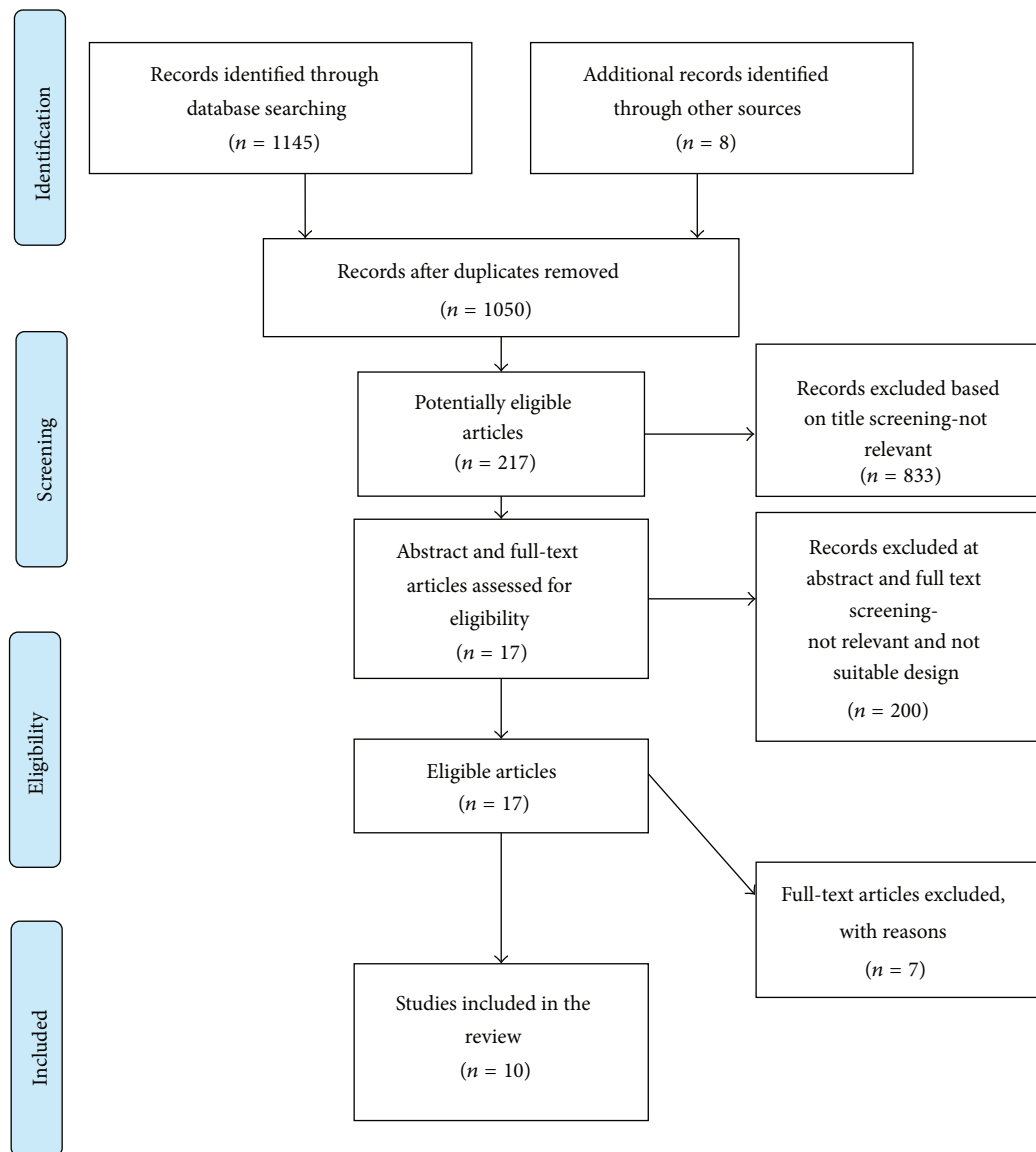 Identification
Records identified through
database searching
(n = 1145)
Additional records identified
through other sources
(n = 8)
Records after duplicates removed
(n = 1050)
Screening
Potentially eligible
articles
(n = 217)
Records excluded based
on title screening-not
relevant
(n = 833)
Abstract and full-text
articles assessed for
eligibility
(n = 17)
Records excluded at
abstract and full text
screening-
not relevant and not
suitable design
(n = 200)
Eligibility
Eligible articles
(n = 17)
Full-text articles excluded,
with reasons
(n = 7)
Included
Studies included in the
review
(n = 10)